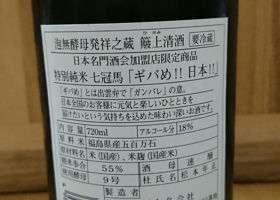 泡無酵母発祥之蔵 簸上清酒 要冷蔵
日本名門酒会加盟店限定商品
特別純米 七冠馬「ギバめ!! 日本!!」
「ギバめ」とは出雲弁で「ガンバレ」の意。
日本全国のお客様に元気と楽しいひとときを
届けたいという気持ちを込めた味わい深いお酒です。
内容量 720ml アルコール分 18%
原料米 福島県産五百万石
原材料 米(国産)、米麹(国産米)
精米歩合 55% 酒母 速醸
使用酵母 9号 杜氏名 松本年正
製造者